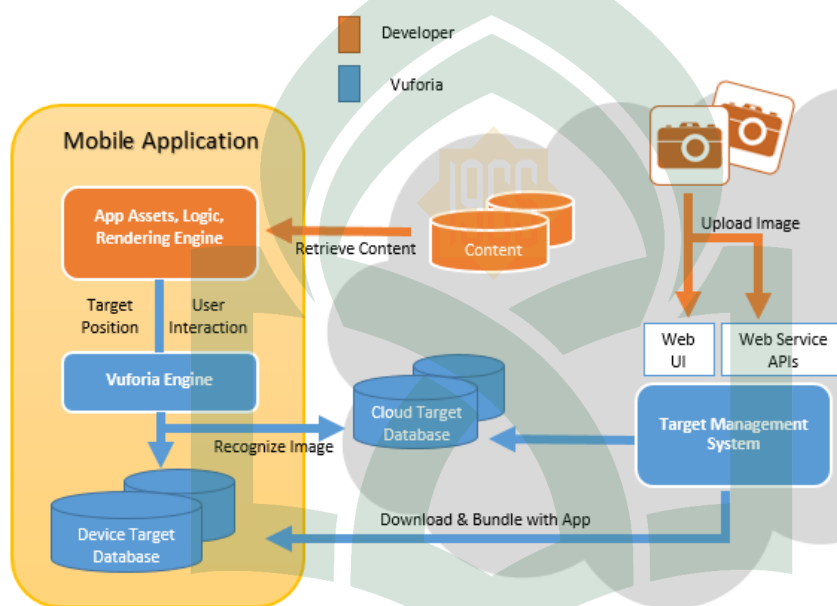 Developer
Vuforia
Mobile Application
App Assets, Logic,
Rendering Engine
Retrieve Content
Content
Upload Image
Target
Position
User
Interaction
Web
UI
Web Service
APIs
Vuforia Engine
Cloud Target
Database
Target Management
System
Recognize Image
Device Target
Database
Download & Bundle with App